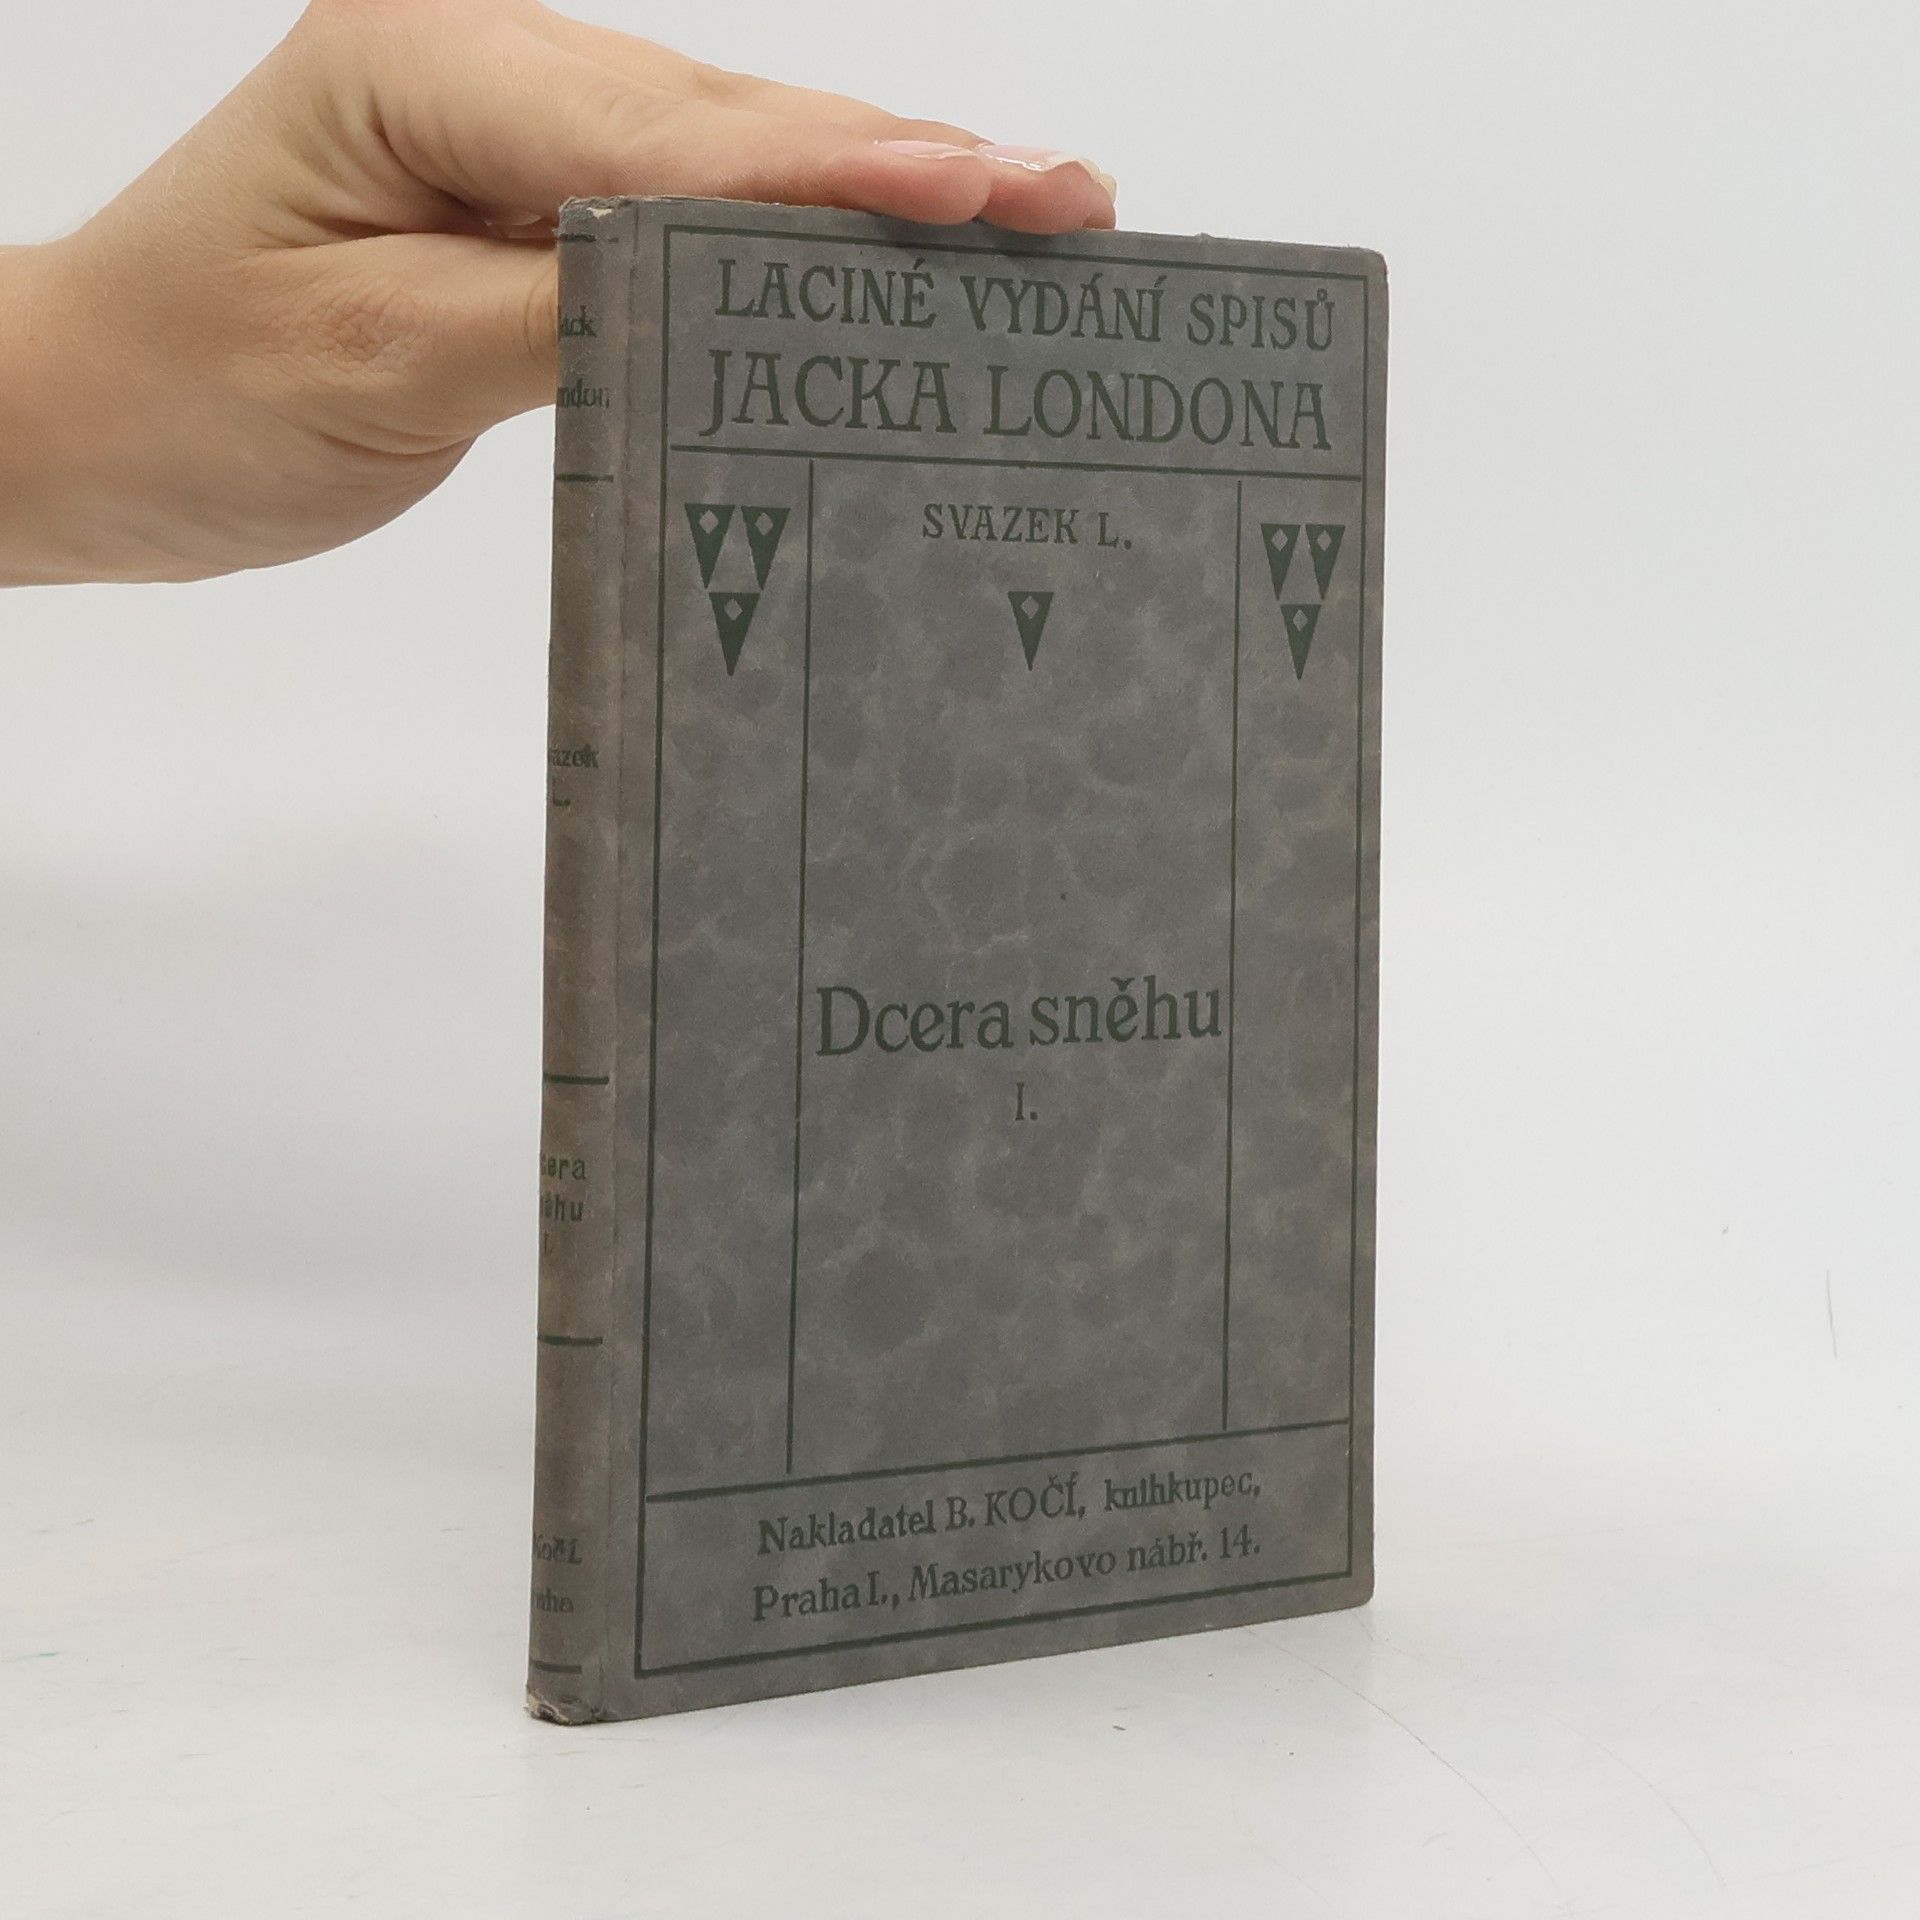 LACINÉ VYDÁNÍ SPISŮ
JACKA LONDONA
SVAZEK L.
Dcera sněhu
I.
Nakladatel B. KOČÍ, knihkupec,
Praha I., Masarykovo nábř. 14.
L.